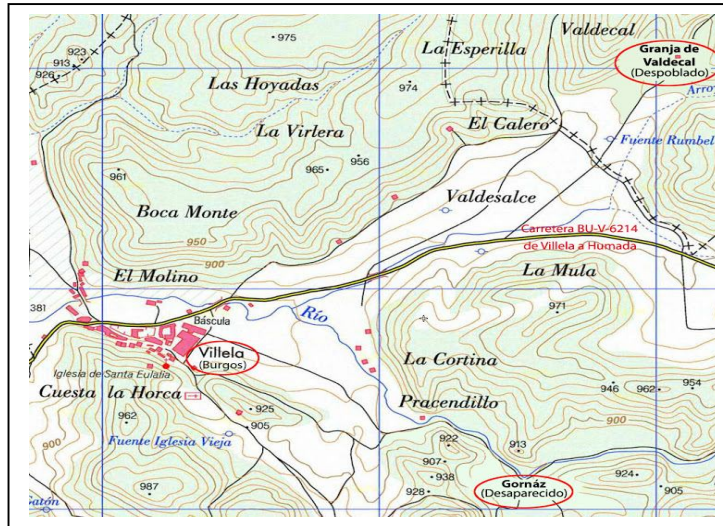 923
975
La Esperilla
Valdecal
Granja de
Valdecal
(Despoblado)
913
926
Las Hoyadas
974
La Virlera
El Calero
Fuente Rumbel
956
965
961
Valdesalce
Boca Monte
950
Carretera BU-V-6214
de Villela a Humada
900
El Molino
La Mula
381
971
Báscula
Río
Villela
(Burgos)
La Cortina
Iglesia de Santa Eulalia
946
962
954
Cuesta la Horca
Pracendillo
925
962
905
900
922
913
900
Fuente Iglesia Vieja
907
938
924
987
928
Gornáz
(Desaparecido)
905